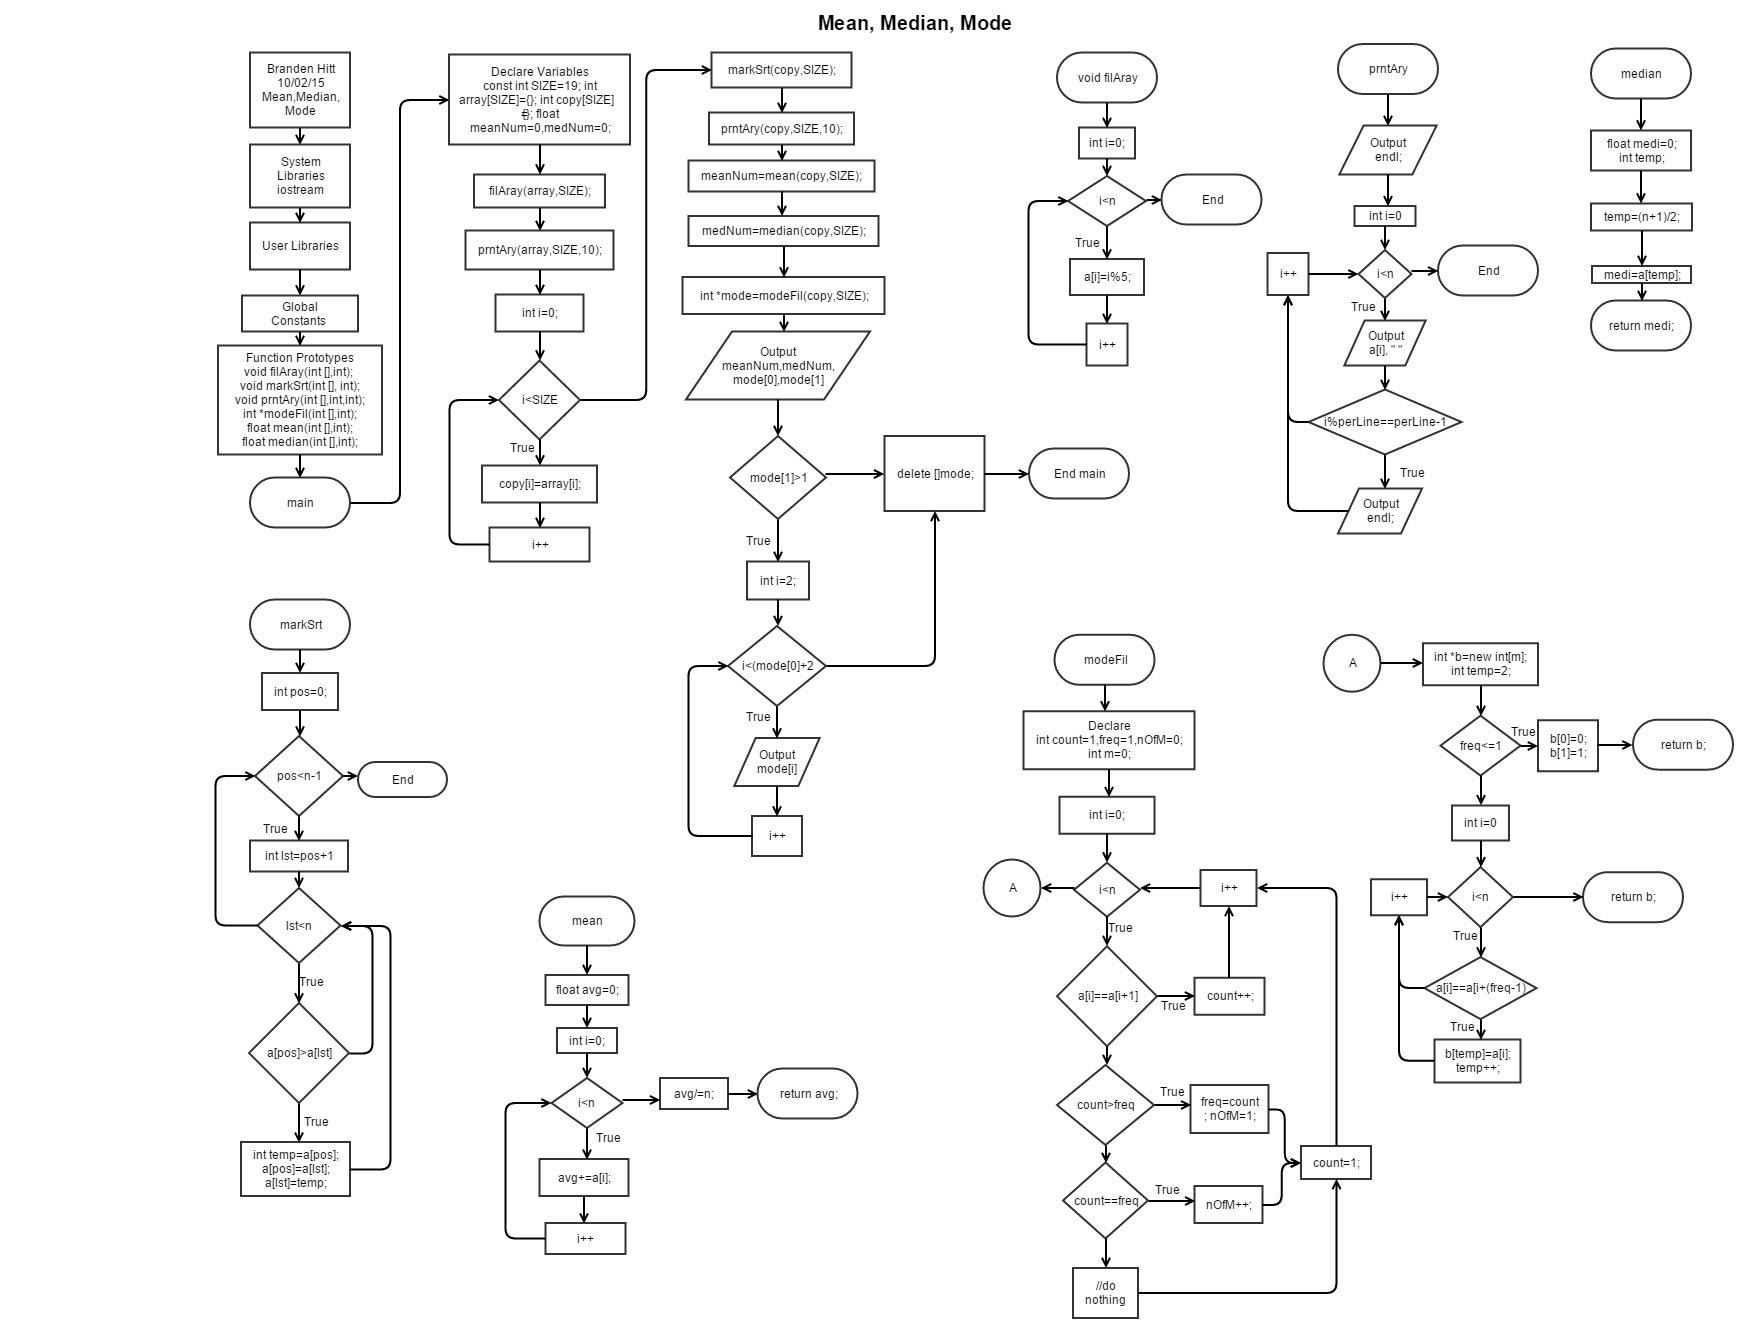 Mean, Median, Mode
Branden Hitt
10/02/15
Mean,Median,
Mode
System
Libraries
iostream
User Libraries
Global
Constants
Function Prototypes
void filAray(int [],int);
void markSrt(int [], int);
void prntAry(int [],int,int);
int *modeFil(int [],int);
float mean(int [],int);
float median(int [],int);
main
Declare Variables
const int SIZE=19; int
array[SIZE]={}; int copy[SIZE]
{}; float
meanNum=0,medNum=0;
filAray(array,SIZE);
prntAry(array,SIZE,10);
int i=0;
i<SIZE
True
copy[i]=array[i];
i++
markSrt(copy,SIZE);
prntAry(copy,SIZE,10);
meanNum=mean(copy,SIZE);
medNum=median(copy,SIZE);
int *mode=modeFil(copy,SIZE);
Output
meanNum,medNum,
mode[0],mode[1]
mode[1]>1
delete []mode;
End main
True
int i=2;
i<(mode[0]+2
True
Output
mode[i]
i++
void filAray
int i=0;
i<n
End
True
a[i]=i%5;
i++
prntAry
Output
endl;
int i=0
i++
i<n
End
True
Output
a[i], " "
i%perLine==perLine-1
True
Output
endl;
median
float medi=0;
int temp;
temp=(n+1)/2;
medi=a[temp];
return medi;
markSrt
int pos=0;
pos<n-1
End
True
int lst=pos+1
lst<n
True
a[pos]>a[lst]
True
int temp=a[pos];
a[pos]=a[lst];
a[lst]=temp;
mean
float avg=0;
int i=0;
i<n
avg/=n;
return avg;
True
avg+=a[i];
i++
modeFil
Declare
int count=1,freq=1,nOfM=0;
int m=0;
int i=0;
A
i<n
i++
True
a[i]==a[i+1]
True
count++;
count>freq
True
freq=count
; nOfM=1;
count=1;
count==freq
True
nOfM++;
//do
nothing
A
int *b=new int[m];
int temp=2;
freq<=1
True
b[0]=0;
b[1]=1;
return b;
int i=0
i++
i<n
return b;
True
a[i]==a[i+(freq-1)
True
b[temp]=a[i];
temp++;